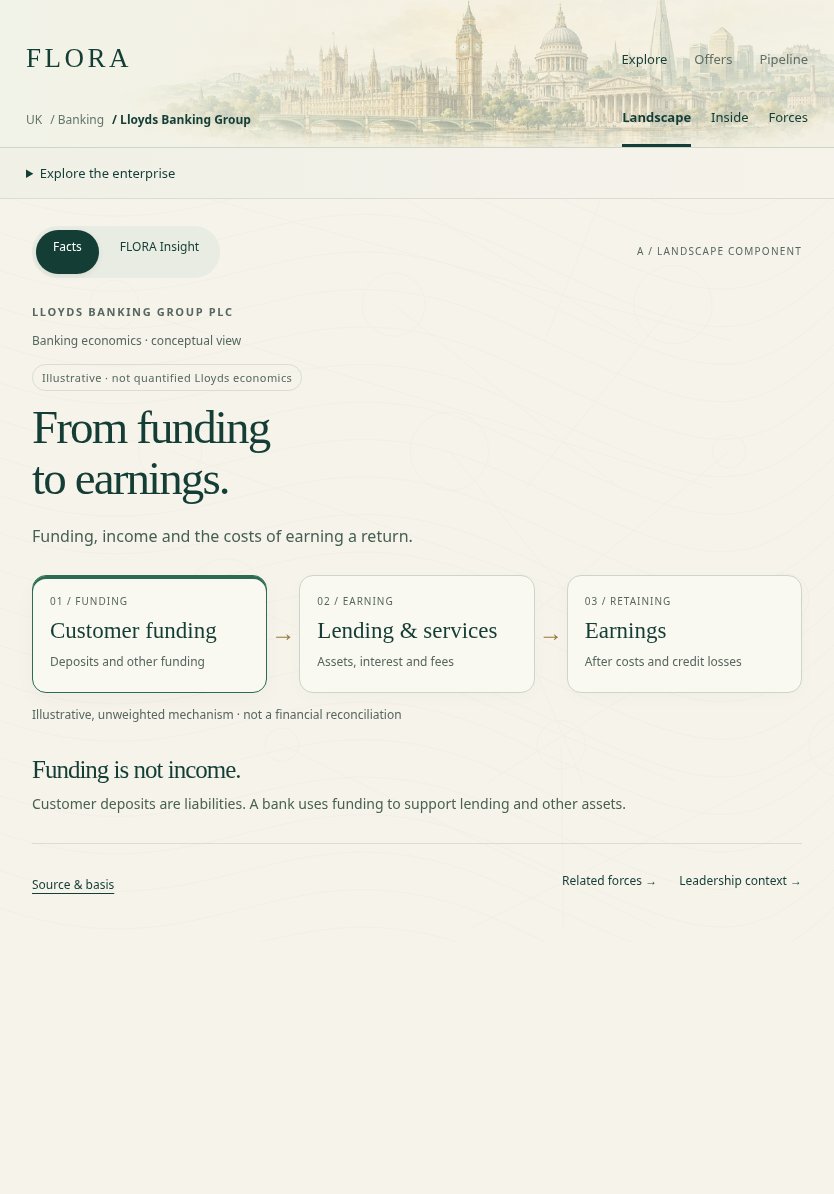 FLORA
Explore Offers Pipeline
UK / Banking / Lloyds Banking Group
Landscape Inside Forces
▶ Explore the enterprise
Facts FLORA Insight
A / LANDSCAPE COMPONENT
LLOYDS BANKING GROUP PLC
Banking economics · conceptual view
Illustrative · not quantified Lloyds economics
From funding
to earnings.
Funding, income and the costs of earning a return.
01 / FUNDING
Customer funding
Deposits and other funding
→
02 / EARNING
Lending & services
Assets, interest and fees
→
03 / RETAINING
Earnings
After costs and credit losses
Illustrative, unweighted mechanism · not a financial reconciliation
Funding is not income.
Customer deposits are liabilities. A bank uses funding to support lending and other assets.
Source & basis
Related forces → Leadership context →